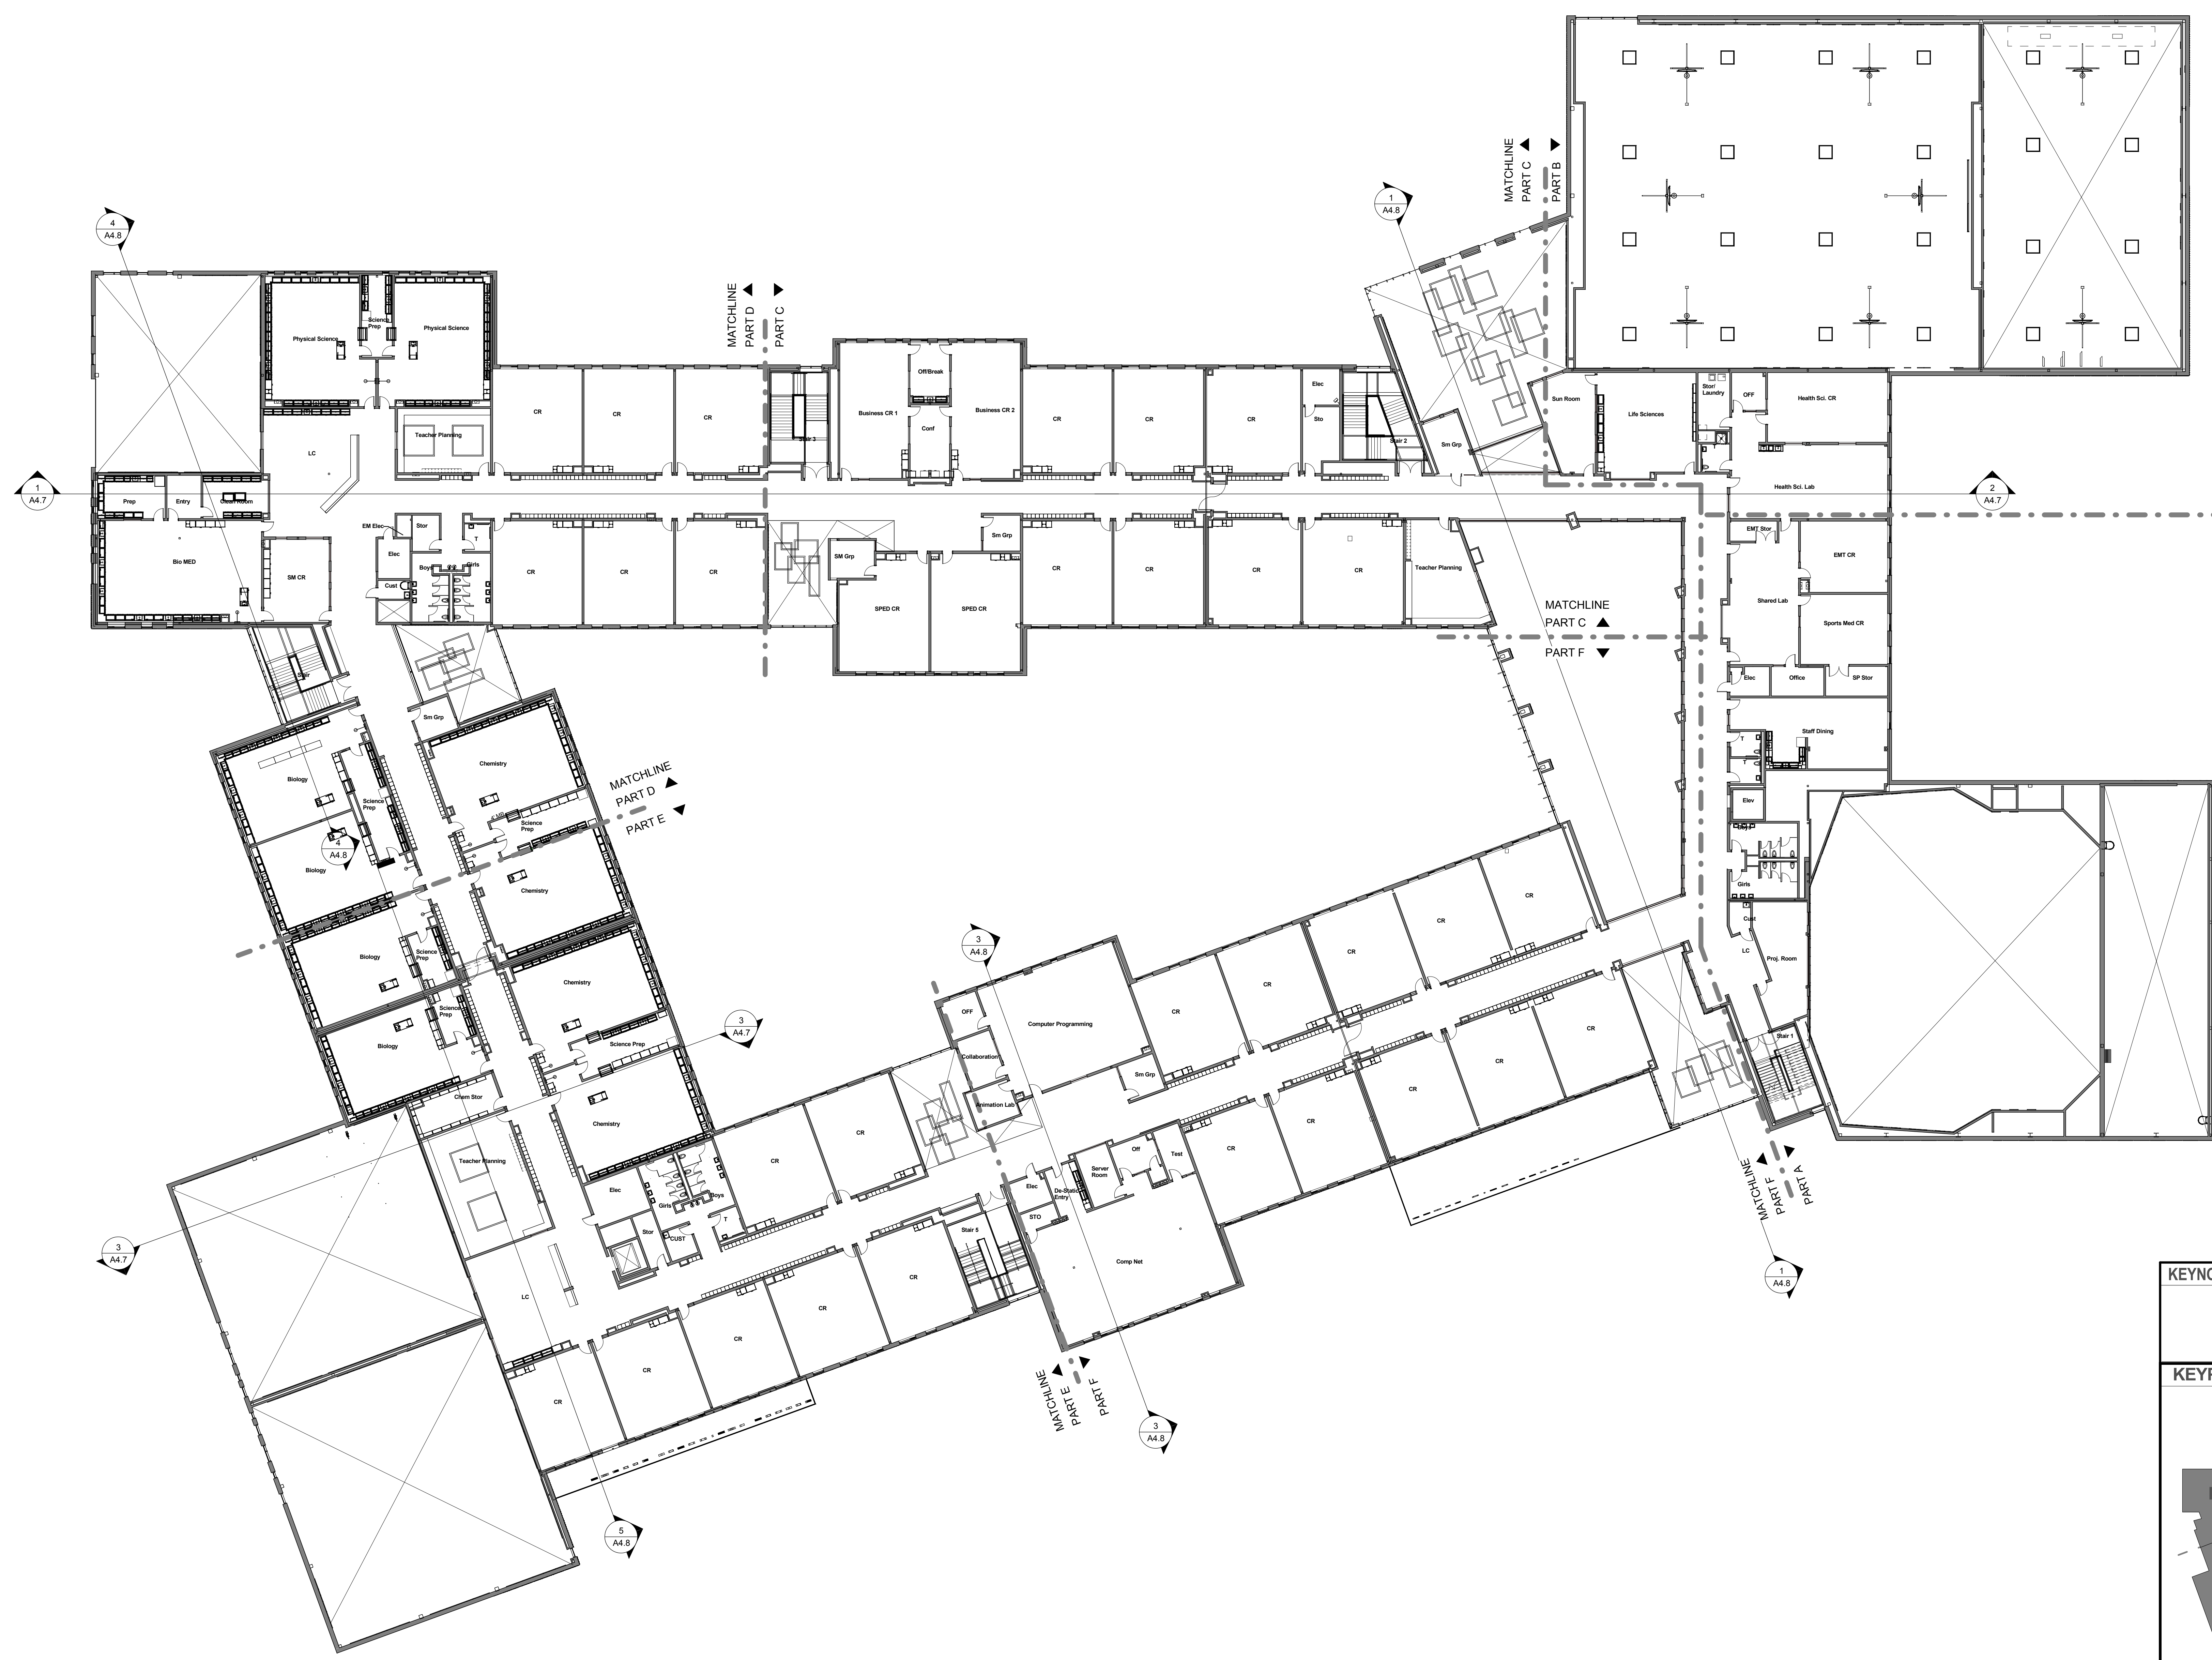 MATCHLINE
PART C
PART B
1
A4.8
4
A4.8
MATCHLINE
PART D
PART C
Physical Science
Science
Prep
Physical Science
Teacher Planning
LC
CR
CR
CR
Stair 3
Business CR 1
Off/Break
Conf
Business CR 2
CR
CR
CR
Elec
Sto
Stair 2
Sm Grp
Sun Room
Life Sciences
Stor/
Laundry
OFF
Health Sci. CR
Health Sci. Lab
1
A4.7
2
A4.7
Prep
Entry
Clean Room
Bio MED
SM CR
EM Elec
Stor
Elec
T
Boys
Girls
Cust
CR
CR
CR
SM Grp
Sm Grp
SPED CR
SPED CR
CR
CR
CR
CR
Teacher Planning
EMT Stor
EMT CR
Shared Lab
Sports Med CR
MATCHLINE
PART C
PART F
Elec
Office
SP Stor
Staff Dining
T
T
Elev
Girls
Cust
LC
Proj. Room
Stair 1
Stair
Sm Grp
Biology
Science
Prep
Chemistry
Science
Prep
4
A4.8
MATCHLINE
PART D
PART E
Biology
Chemistry
Biology
Science
Prep
Chemistry
Science
Prep
Biology
Science Prep
3
A4.7
Chem Stor
Chemistry
Teacher Planning
Elec
Girls
Boys
T
Stor
CUST
LC
3
A4.7
CR
CR
CR
CR
CR
CR
CR
Stair 5
3
A4.8
OFF
Computer Programming
Collaboration
Animation Lab
Sm Grp
CR
CR
CR
CR
CR
Elec
De-Static
Entry
STO
Server
Room
Off
Test
Comp Net
CR
CR
CR
CR
CR
MATCHLINE
PART F
PART A
1
A4.8
MATCHLINE
PART E
PART F
3
A4.8
5
A4.8